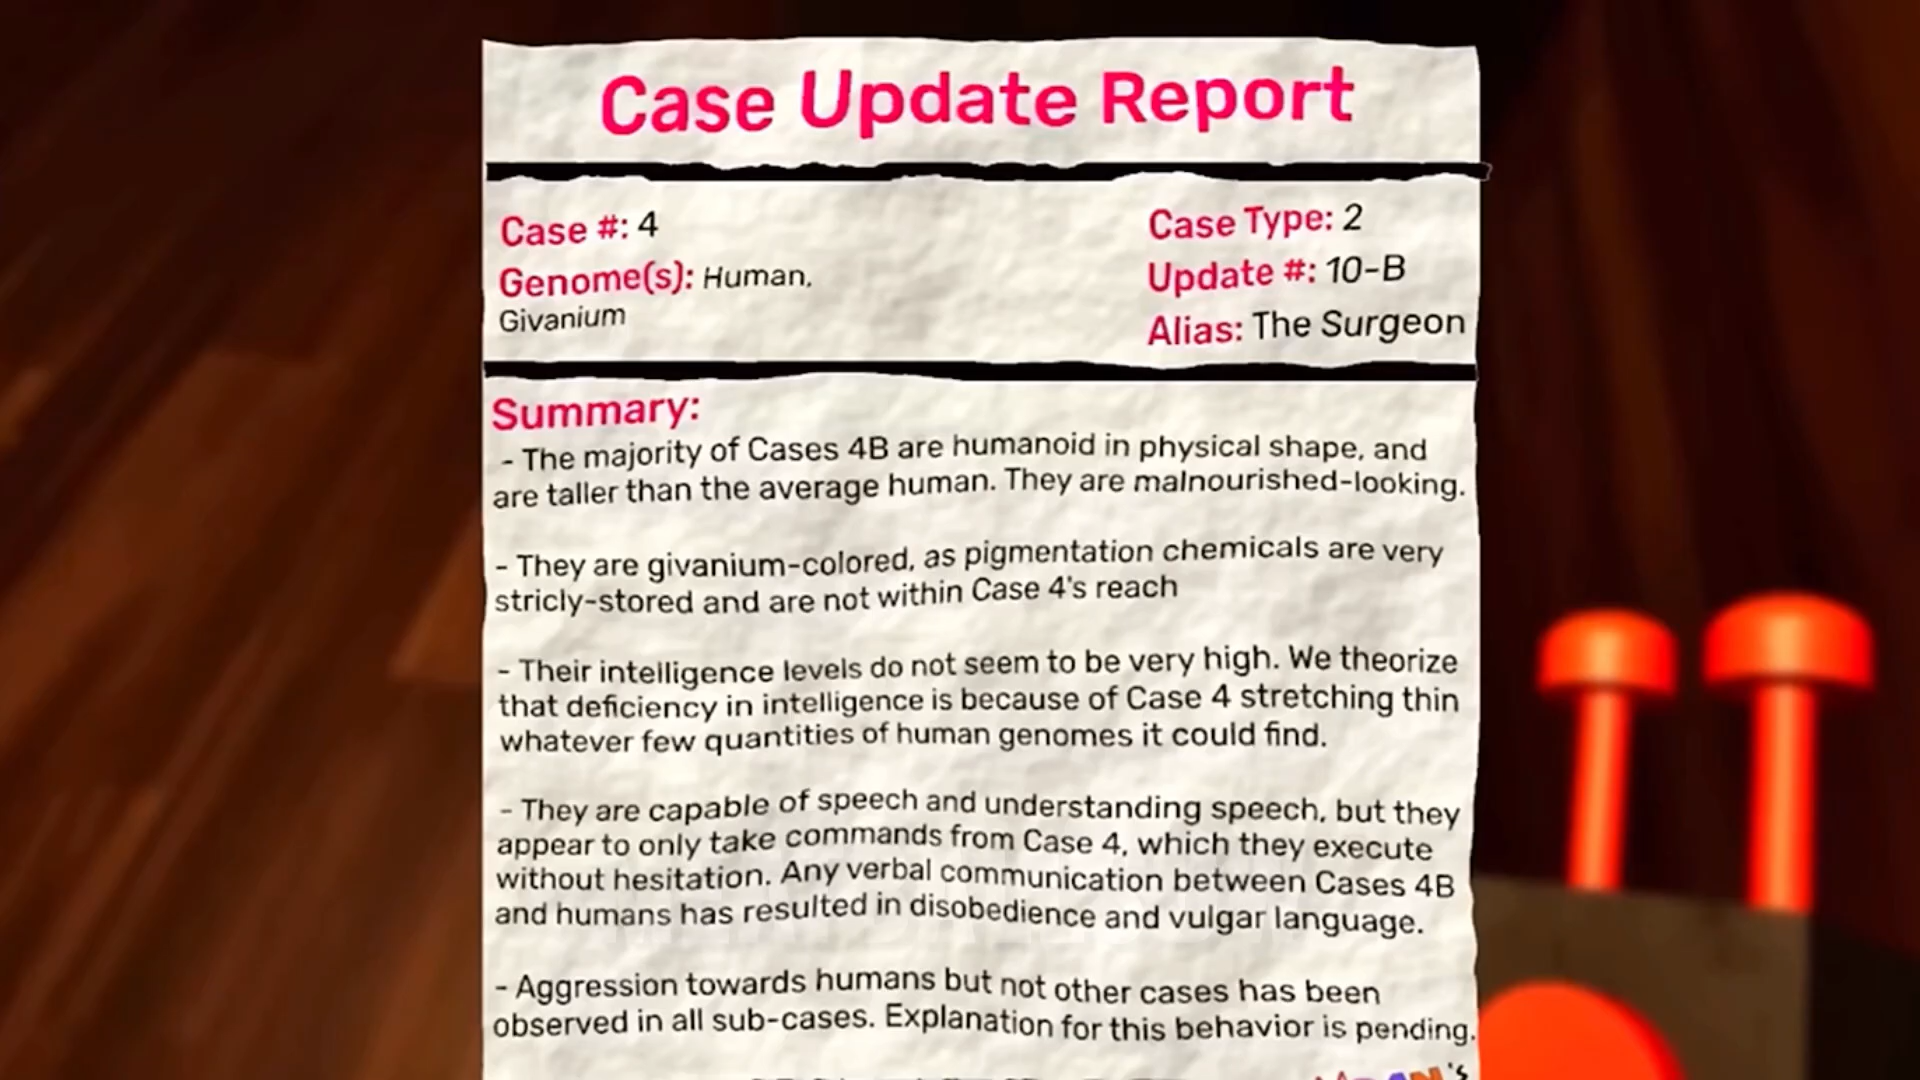 Case Update Report
Case #: 4
Genome(s): Human,
Givanium
Case Type: 2
Update #: 10-B
Alias: The Surgeon
Summary:
- The majority of Cases 4B are humanoid in physical shape, and
are taller than the average human. They are malnourished-looking.
- They are givanium-colored, as pigmentation chemicals are very
stricly-stored and are not within Case 4's reach
- Their intelligence levels do not seem to be very high. We theorize
that deficiency in intelligence is because of Case 4 stretching thin
whatever few quantities of human genomes it could find.
- They are capable of speech and understanding speech, but they
appear to only take commands from Case 4, which they execute
without hesitation. Any verbal communication between Cases 4B
and humans has resulted in disobedience and vulgar language.
- Aggression towards humans but not other cases has been
observed in all sub-cases. Explanation for this behavior is pending.